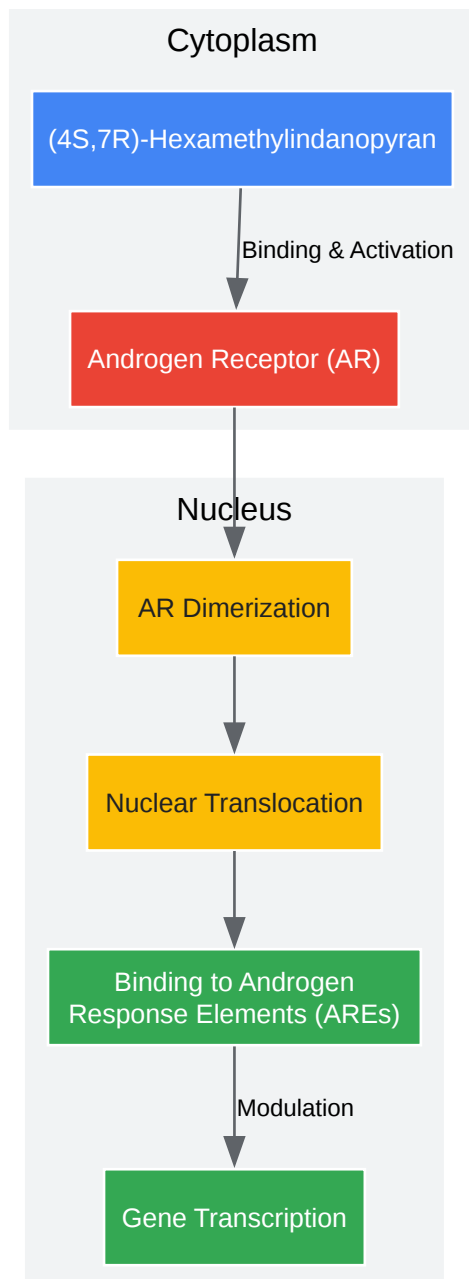 Cytoplasm
(4S,7R)-Hexamethylindanopyran
Binding & Activation
Androgen Receptor (AR)
Nucleus
AR Dimerization
Nuclear Translocation
Binding to Androgen
Response Elements (AREs)
Modulation
Gene Transcription